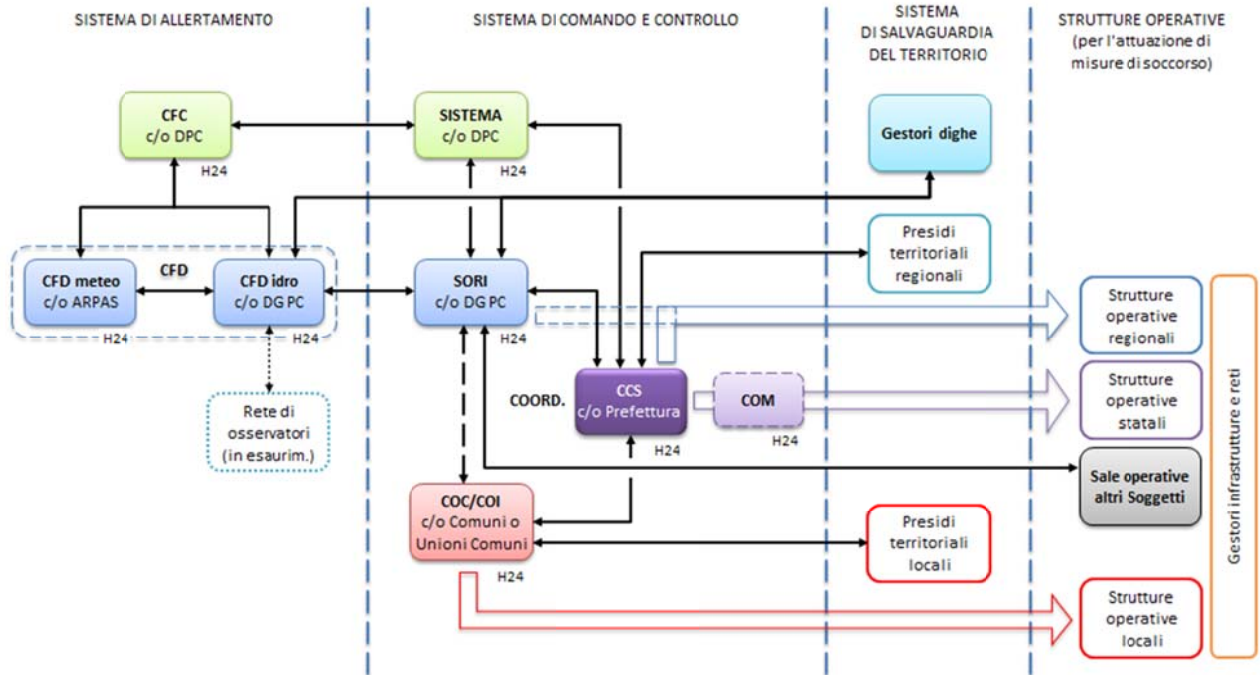 SISTEMA DI ALLERTAMENTO
SISTEMA DI COMANDO E CONTROLLO
SISTEMA
DI SALVAGUARDIA
DEL TERRITORIO
STRUTTURE OPERATIVE
(per l'attuazione di
misure di soccorso)
CFC
c/o DPC
H24
SISTEMA
c/o DPC
H24
Gestori dighe
Presidi
territoriali
regionali
CFD
CFD meteo
c/o ARPAS
H24
CFD idro
c/o DG PC
H24
SORI
c/o DG PC
H24
Strutture
operative
regionali
Rete di
osservatori
(in esaurim.)
COORD.
CCS
c/o Prefettura
H24
COM
H24
Strutture
operative
statali
Sale operative
altri Soggetti
COC/COI
c/o Comuni o
Unioni Comuni
H24
Presidi
territoriali
locali
Strutture
operative
locali
Gestori infrastrutture e reti